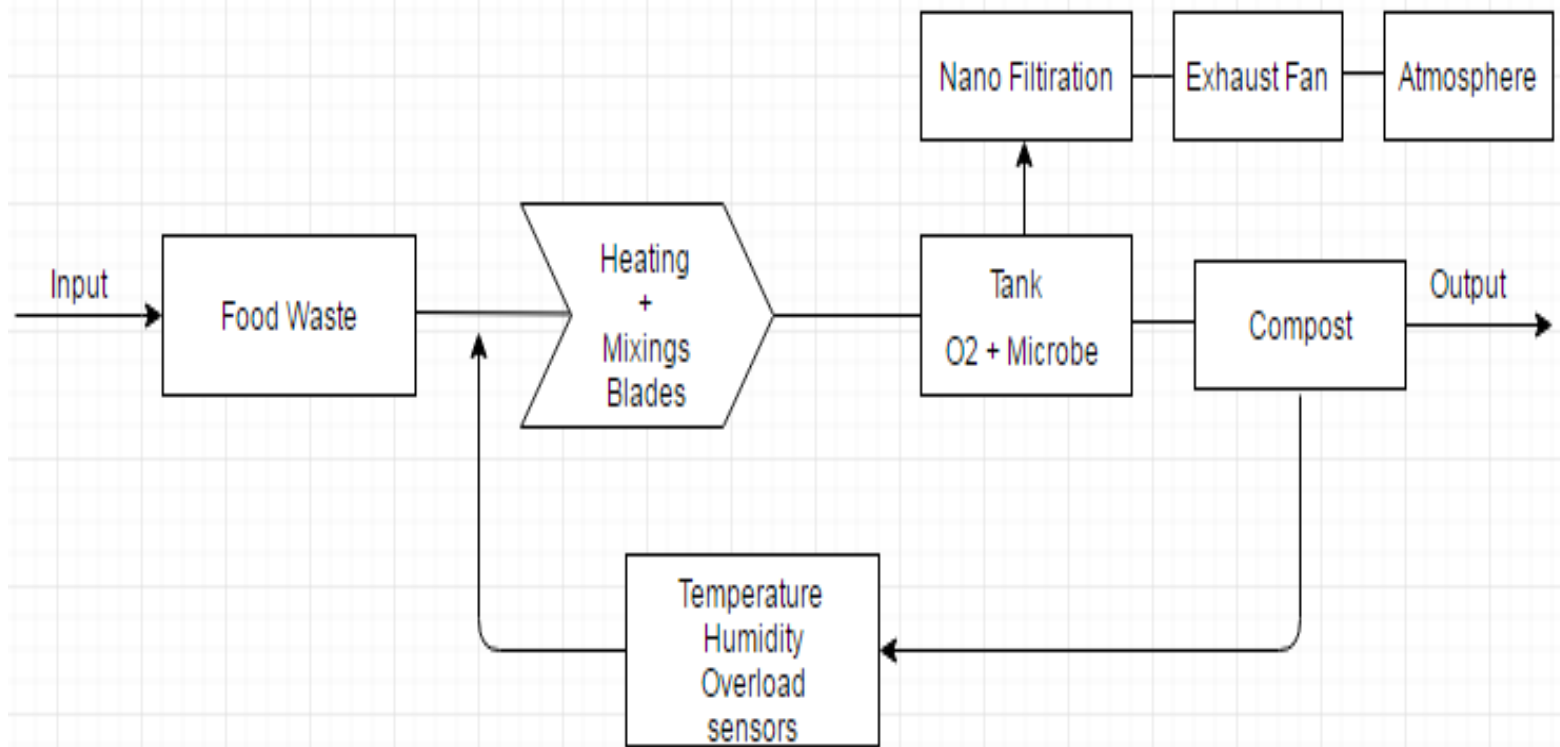 Nano Filtiration
Exhaust Fan
Atmosphere
Input
Food Waste
Heating
+
Mixings
Blades
Tank
O2 + Microbe
Compost
Output
Temperature
Humidity
Overload
sensors